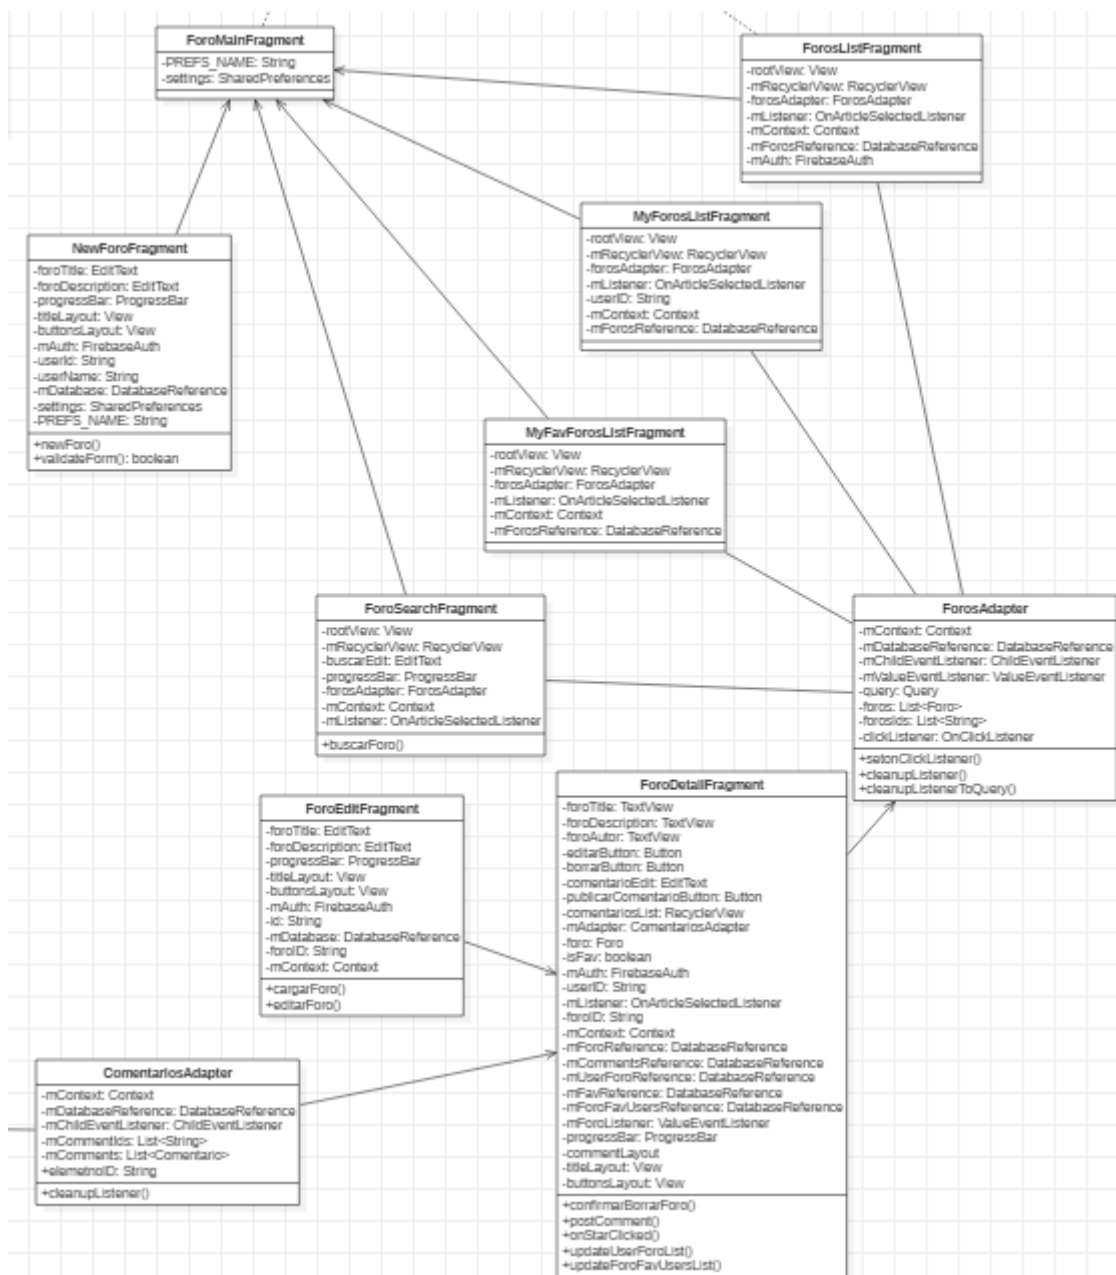 ForoMainFragment
-PREFS_NAME: String
-settings: SharedPreferences
ForosListFragment
-rootView: View
-mRecyclerView: RecyclerView
-forosAdapter: ForosAdapter
-mListener: OnArticleSelectedListener
-mContext: Context
-mForosReference: DatabaseReference
-mAuth: FirebaseAuth
MyForosListFragment
-rootView: View
-mRecyclerView: RecyclerView
-forosAdapter: ForosAdapter
-mListener: OnArticleSelectedListener
-userID: String
-mContext: Context
-mForosReference: DatabaseReference
NewForoFragment
-foroTitle: EditText
-foroDescription: EditText
-progressBar: ProgressBar
-titleLayout: View
-buttonsLayout: View
-mAuth: FirebaseAuth
-userId: String
-userName: String
-mDatabase: DatabaseReference
-settings: SharedPreferences
-PREFS_NAME: String
+newForo()
+validateForm(): boolean
MyFavForosListFragment
-rootView: View
-mRecyclerView: RecyclerView
-forosAdapter: ForosAdapter
-mListener: OnArticleSelectedListener
-mContext: Context
-mForosReference: DatabaseReference
ForoSearchFragment
-rootView: View
-mRecyclerView: RecyclerView
-buscarEdit: EditText
-progressBar: ProgressBar
-forosAdapter: ForosAdapter
-mContext: Context
-mListener: OnArticleSelectedListener
+buscarForo()
ForosAdapter
-mContext: Context
-mDatabaseReference: DatabaseReference
-mChildEventListener: ChildEventListener
-mValueEventListener: ValueEventListener
-query: Query
-foros: List<Foro>
-forosIds: List<String>
-clickListener: OnClickListener
+setonClickListener()
+cleanupListener()
+cleanupListenerToQuery()
ForoEditFragment
-foroTitle: EditText
-foroDescription: EditText
-progressBar: ProgressBar
-titleLayout: View
-buttonsLayout: View
-mAuth: FirebaseAuth
-id: String
-mDatabase: DatabaseReference
-foroID: String
-mContext: Context
+cargarForo()
+editarForo()
ForoDetailFragment
-foroTitle: TextView
-foroDescription: TextView
-foroAutor: TextView
-editarButton: Button
-borrarButton: Button
-comentarioEdit: EditText
-publicarComentarioButton: Button
-comentariosList: RecyclerView
-mAdapter: ComentariosAdapter
-foro: Foro
-isFav: boolean
-mAuth: FirebaseAuth
-userID: String
-mListener: OnArticleSelectedListener
-foroID: String
-mContext: Context
-mForoReference: DatabaseReference
-mCommentsReference: DatabaseReference
-mUserForoReference: DatabaseReference
-mFavReference: DatabaseReference
-mForoFavUsersReference: DatabaseReference
-mForoListener: ValueEventListener
-progressBar: ProgressBar
-commentLayout
-titleLayout: View
-buttonsLayout: View
+confirmarBorrarForo()
+postComment()
+onStarClicked()
+updateUserForoList()
+updateForoFavUsersList()
ComentariosAdapter
-mContext: Context
-mDatabaseReference: DatabaseReference
-mChildEventListener: ChildEventListener
-mCommentIds: List<String>
-mComments: List<Comentario>
+elemetnoID: String
+cleanupListener()